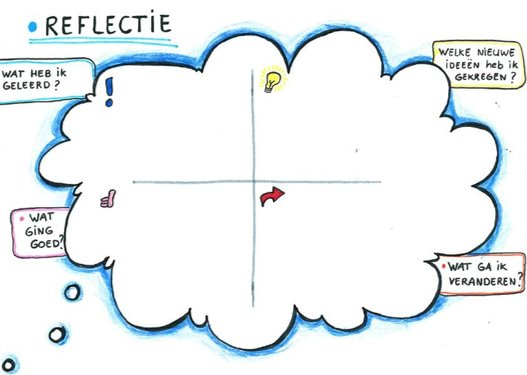 • REFLECTIE
WAT HEB iK
GELEERD?
WELKE NIEUWE
iDEEËN heb iK
GEKREGEN?
• WAT
GiNG
GOED?
• WAT GA iK
VERANDEREN?